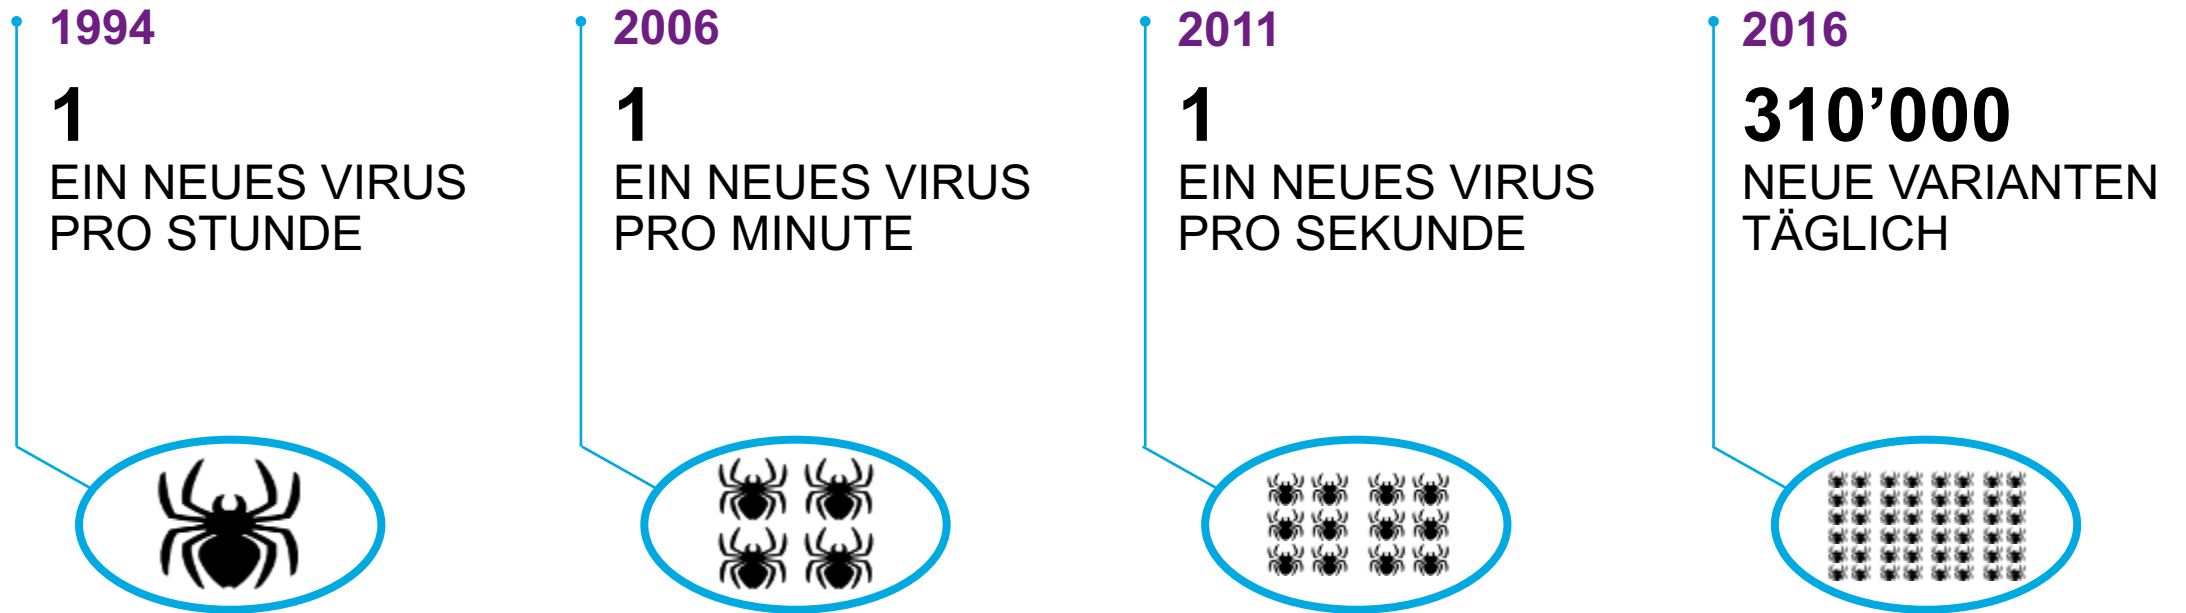 1994
1
EIN NEUES VIRUS
PRO STUNDE
2006
1
EIN NEUES VIRUS
PRO MINUTE
2011
1
EIN NEUES VIRUS
PRO SEKUNDE
2016
310’000
NEUE VARIANTEN
TÄGLICH